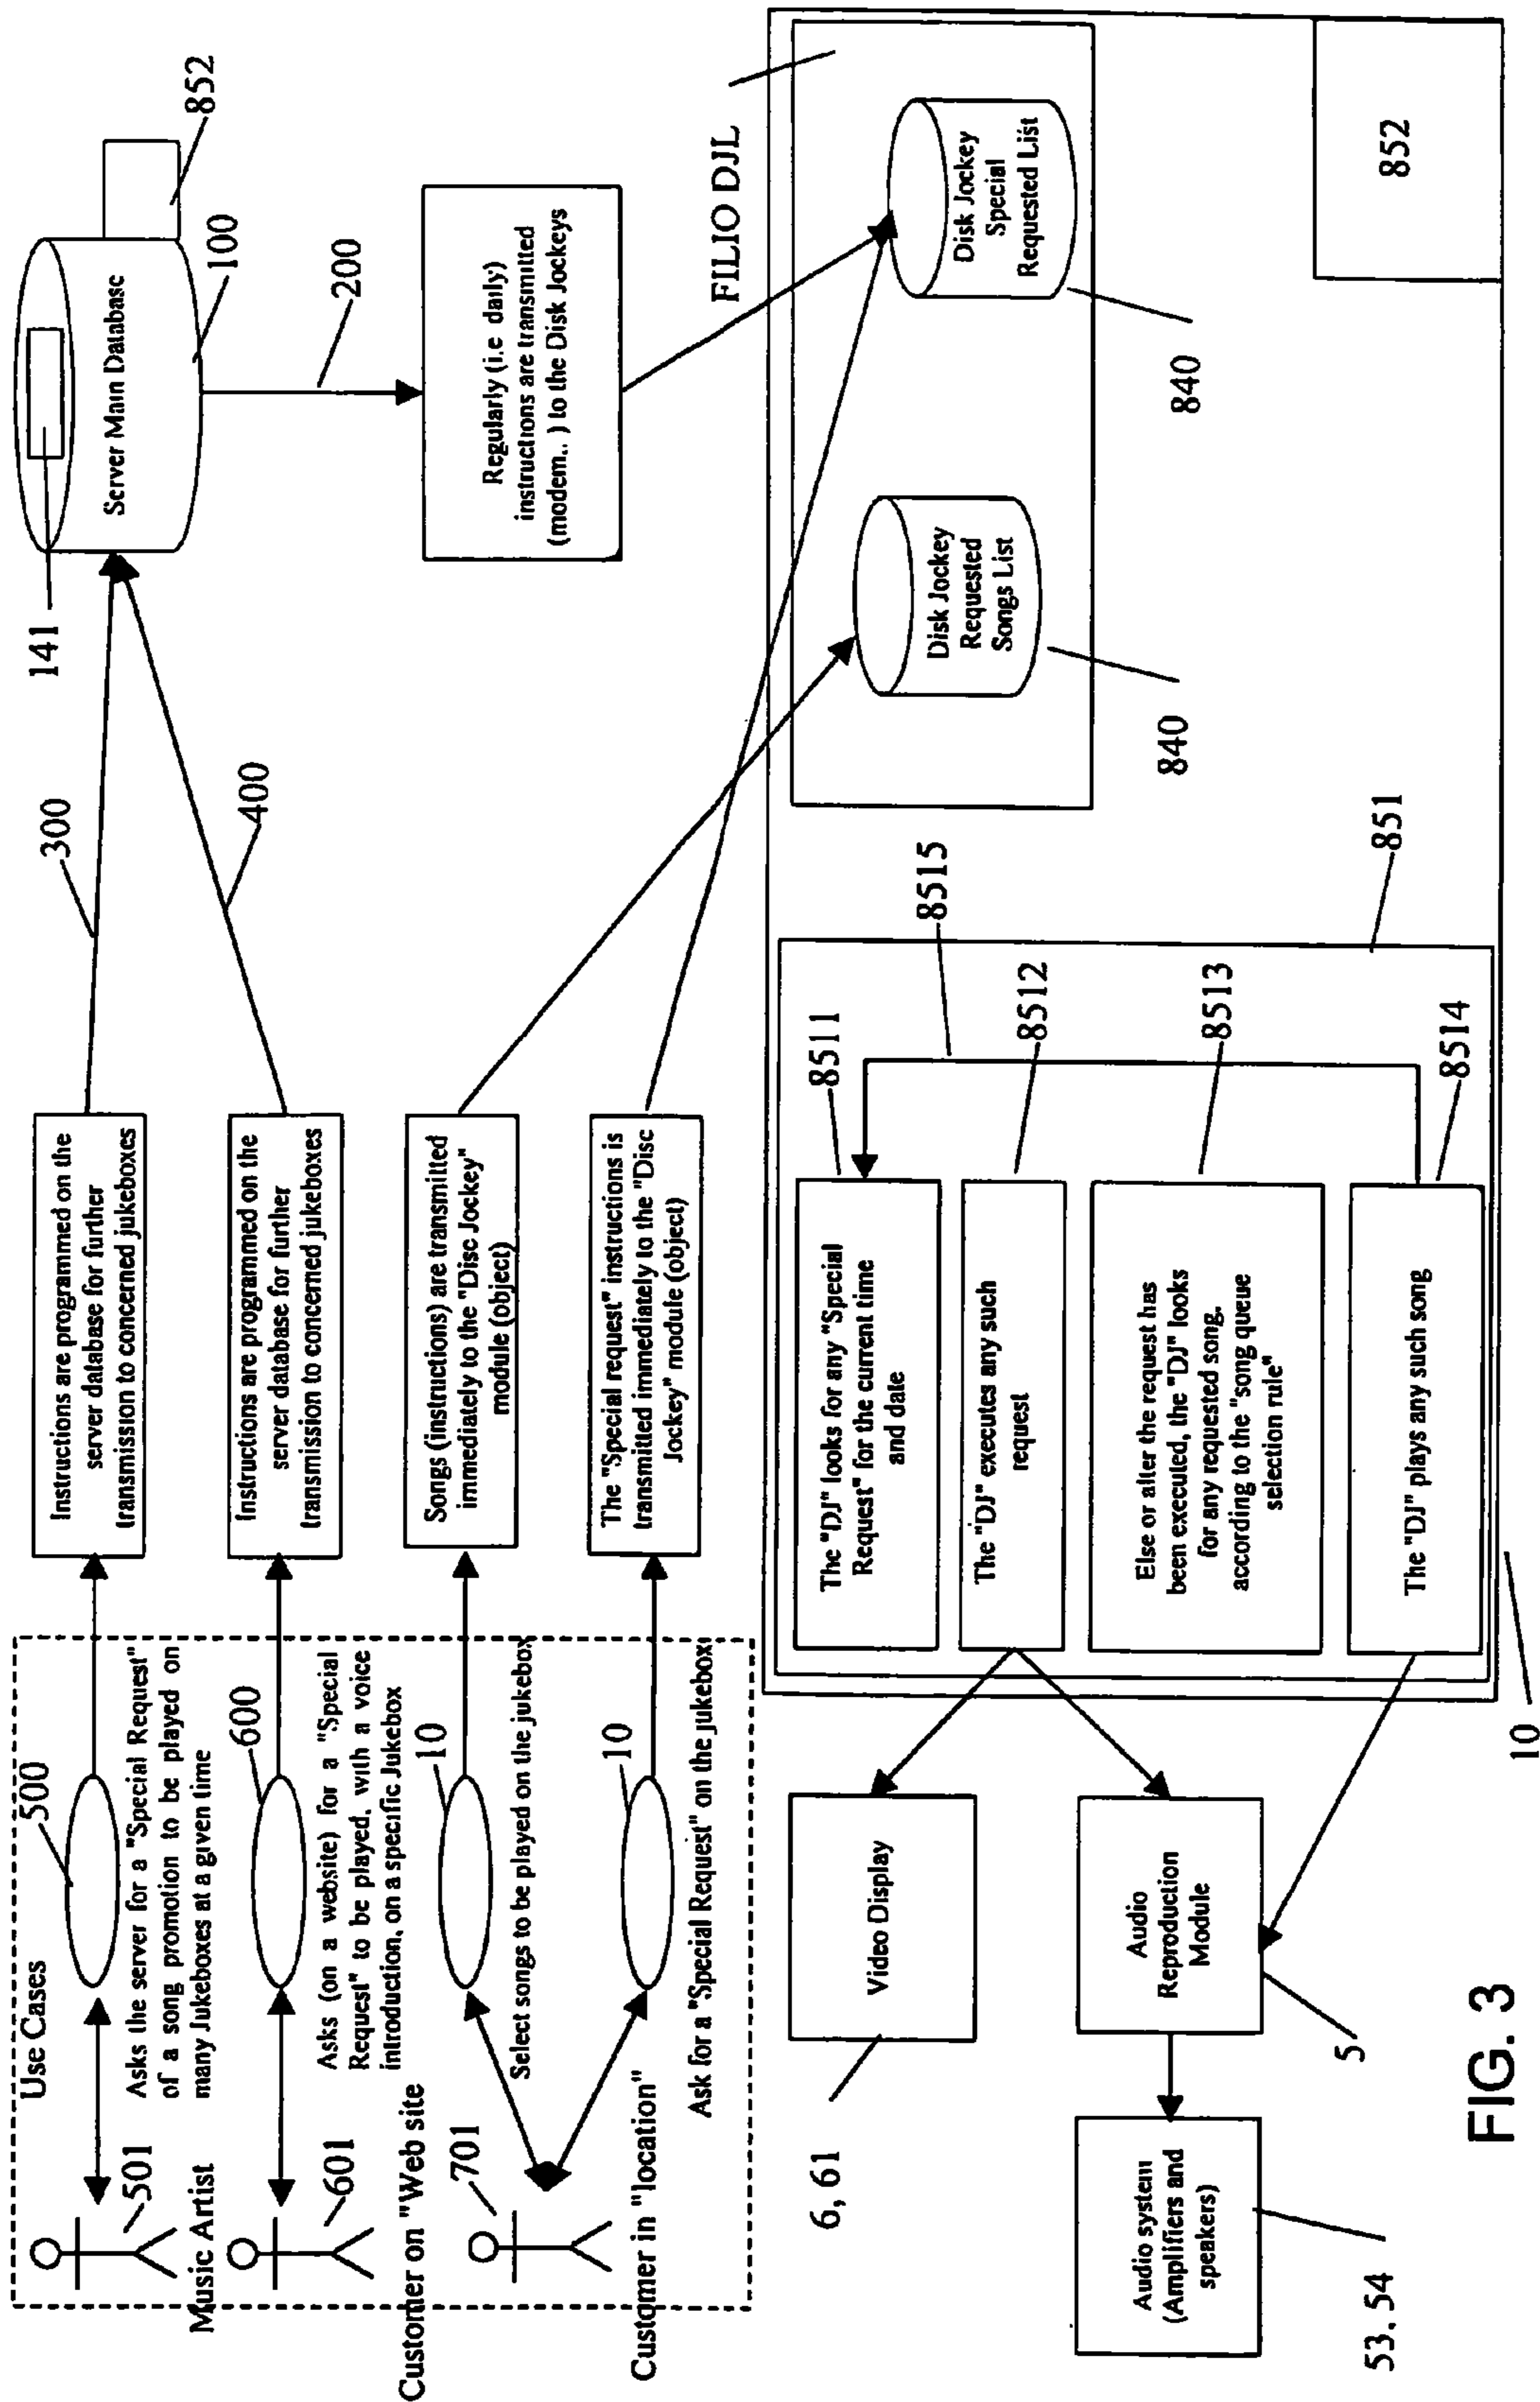 Use Cases
500
501
Asks the server for a "Special Request"
of a song promotion to be played on
many Jukeboxes at a given time
Music Artist
Instructions are programmed on the
server database for further
transmission to concerned jukeboxes
300
141
Server Main Database
852
100
600
601
Asks (on a website) for a "Special
Request" to be played, with a voice
introduction, on a specific Jukebox
Customer on "Web site
Instructions are programmed on the
server database for further
transmission to concerned jukeboxes
400
200
Regularly (i.e daily)
instructions are transmitted
(modem.. ) to the Disk Jockeys
10
701
Select songs to be played on the jukebox
Songs (instructions) are transmitted
immediately to the "Disc Jockey"
module (object)
10
Customer in "location"
Ask for a "Special Request" on the jukebox
The "Special request" instructions is
transmitted immediately to the "Disc
Jockey" module (object)
FILIO DJL
6, 61
Video Display
The "DJ" looks for any "Special
Request" for the current time
and date
8511
8515
The "DJ" executes any such
request
8512
Else or alter the request has
been executed, the "DJ" looks
for any requested song.
according to the "song queue
selection rule"
8513
The "DJ" plays any such song
8514
851
Disk Jockey
Requested
Songs List
840
Disk Jockey
Special
Requested List
840
852
Audio system
(Amplifiers and
speakers)
53, 54
Audio
Reproduction
Module
5
10
FIG. 3